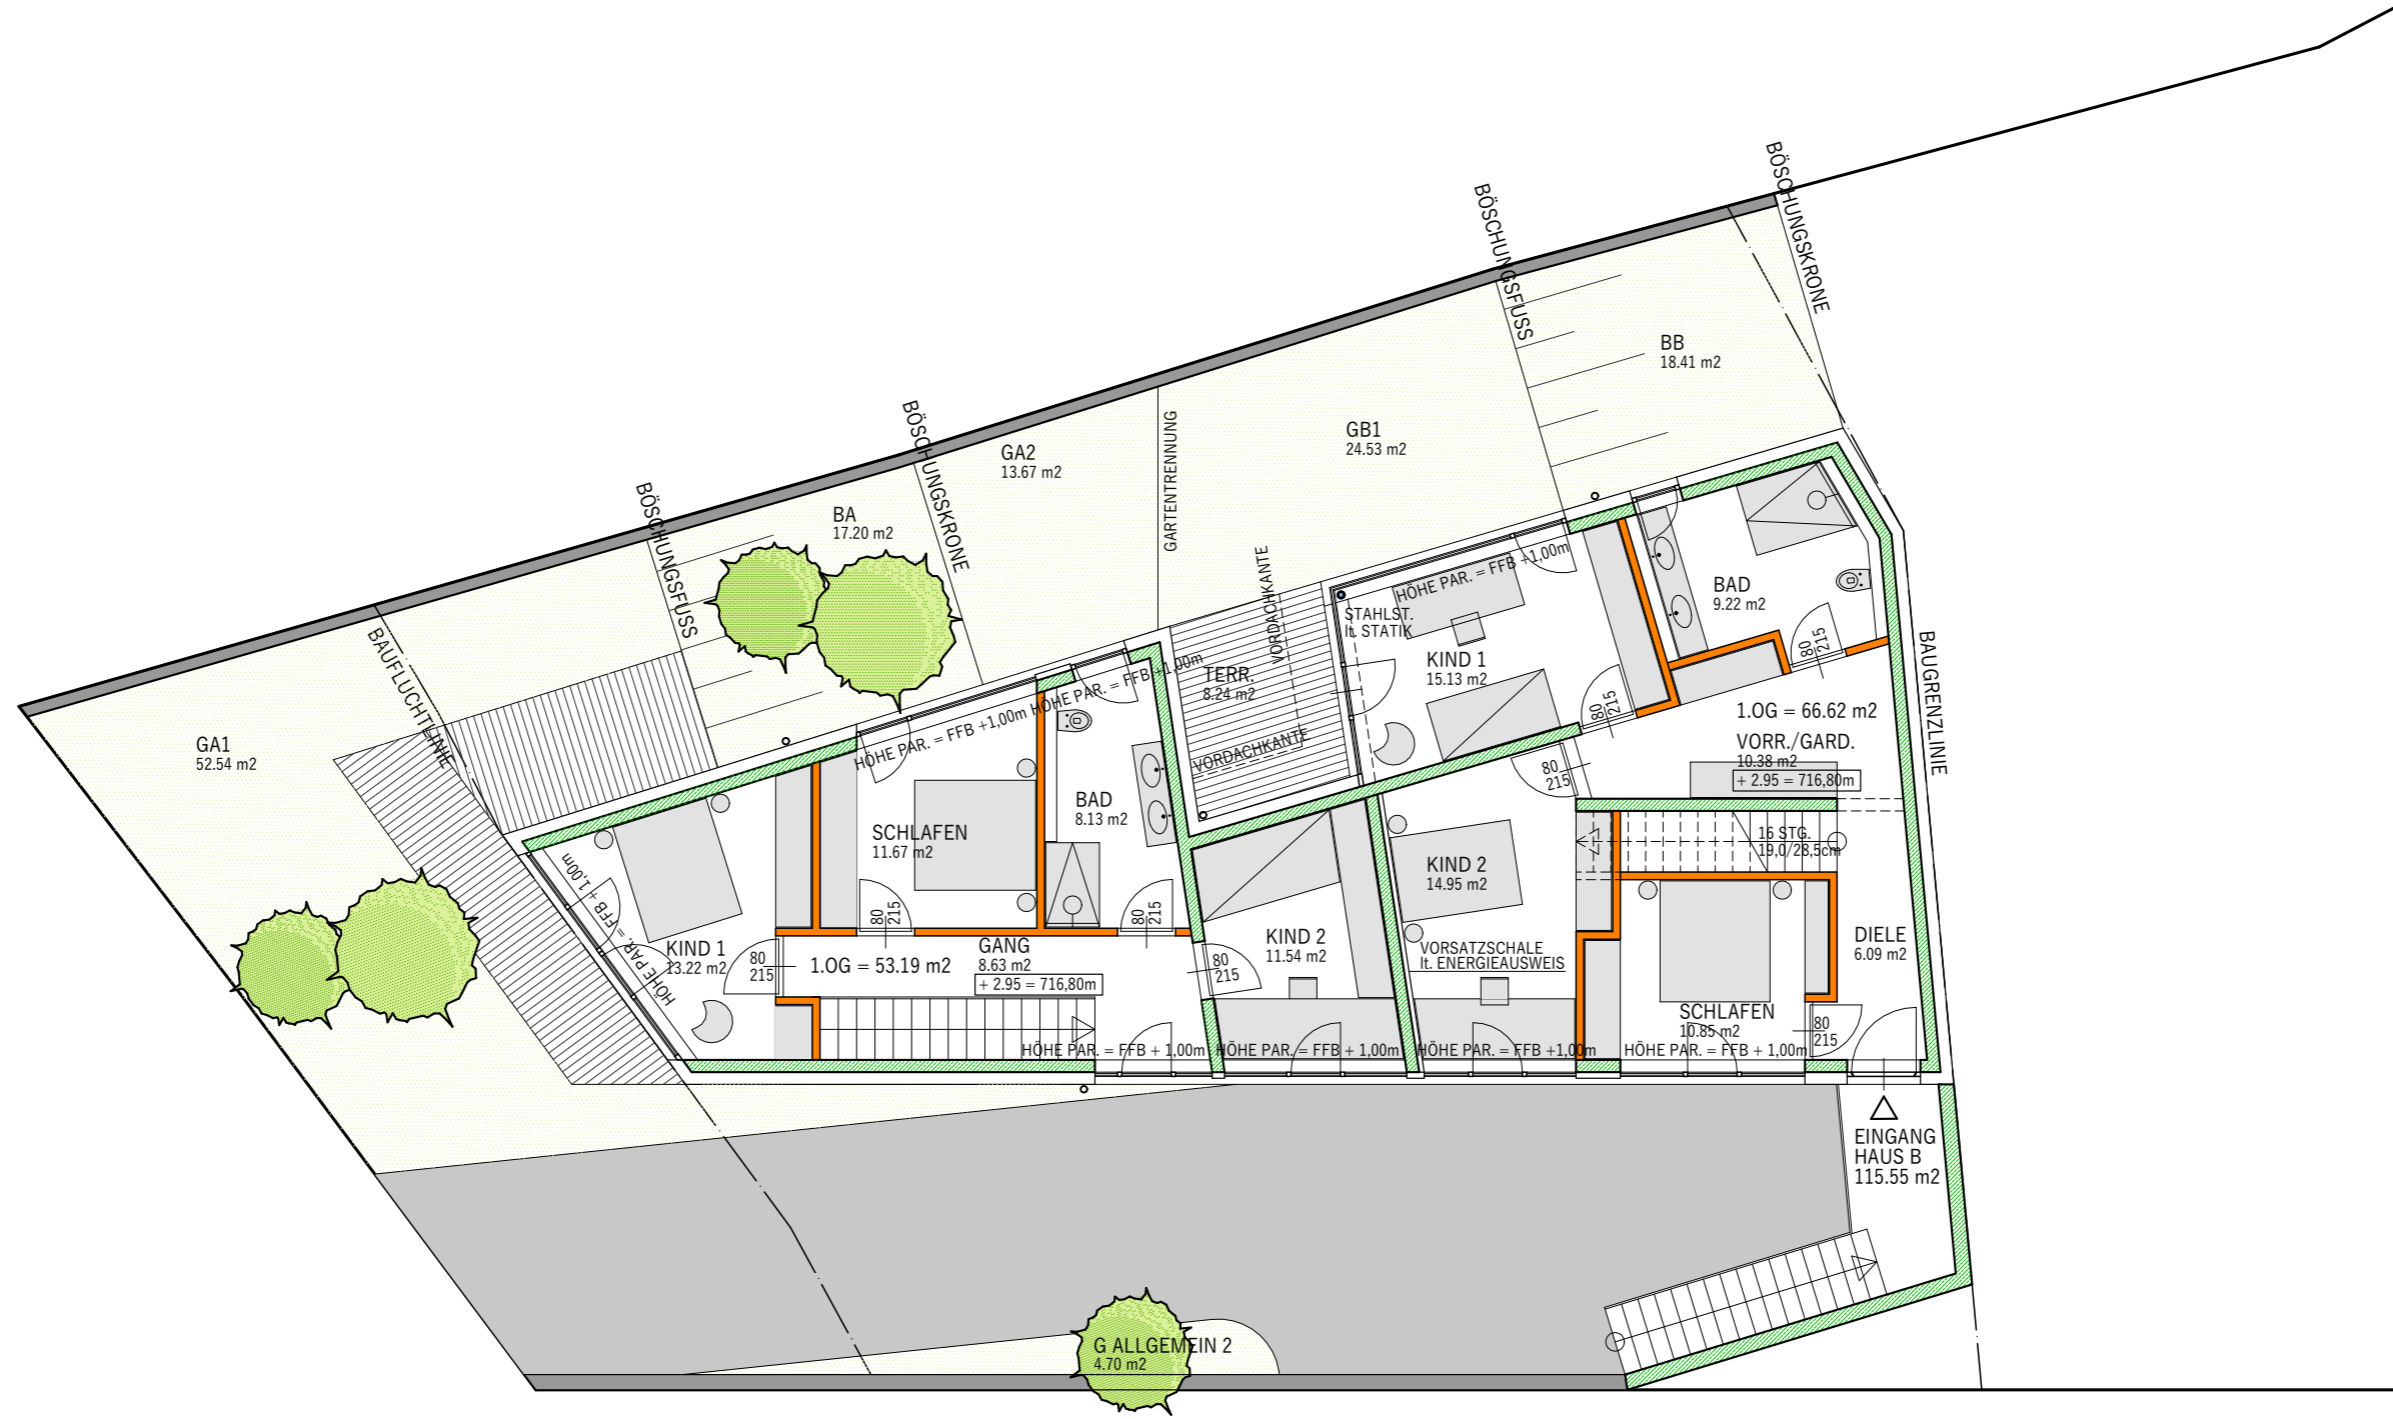 BÖSCHUNGSKRONE
BÖSCHUNGSFUSS
BB
18.41 m2
GB1
24.53 m2
GARTENTRENNUNG
GA2
13.67 m2
BÖSCHUNGSKRONE
BA
17.20 m2
BÖSCHUNGSFUSS
BAUFLUCHTLINIE
GA1
52.54 m2
VORDACHKANTE
TERR.
8.24 m2
VORDACHKANTE
STAHLST.
lt. STATIK
HÖHE PAR. = FFB +1,00m
KIND 1
15.13 m2
BAD
9.22 m2
80
215
80
215
BAUGRENZLINIE
1.OG = 66.62 m2
VORR./GARD.
10.38 m2
+ 2.95 = 716,80m
16 STG.
19,0/28,5cm
80
215
KIND 2
14.95 m2
VORSATZSCHALE
lt. ENERGIEAUSWEIS
DIELE
6.09 m2
SCHLAFEN
10.85 m2
80
215
HÖHE PAR. = FFB +1,00m
HÖHE PAR. = FFB +1,00m
SCHLAFEN
11.67 m2
BAD
8.13 m2
80
215
80
215
HÖHE PAR. = FFB + 1,00m
KIND 1
13.22 m2
80
215
1.OG = 53.19 m2
GANG
8.63 m2
+ 2.95 = 716,80m
80
215
KIND 2
11.54 m2
HÖHE PAR. = FFB + 1,00m
HÖHE PAR. = FFB + 1,00m
HÖHE PAR. = FFB +1,00m
HÖHE PAR. = FFB + 1,00m
EINGANG
HAUS B
115.55 m2
G ALLGEMEIN 2
4.70 m2